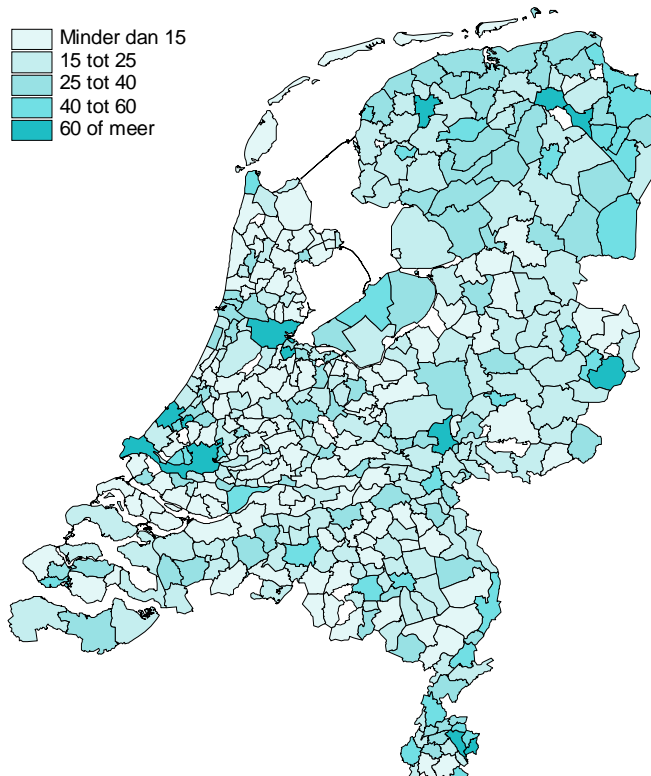 Minder dan 15
15 tot 25
25 tot 40
40 tot 60
60 of meer